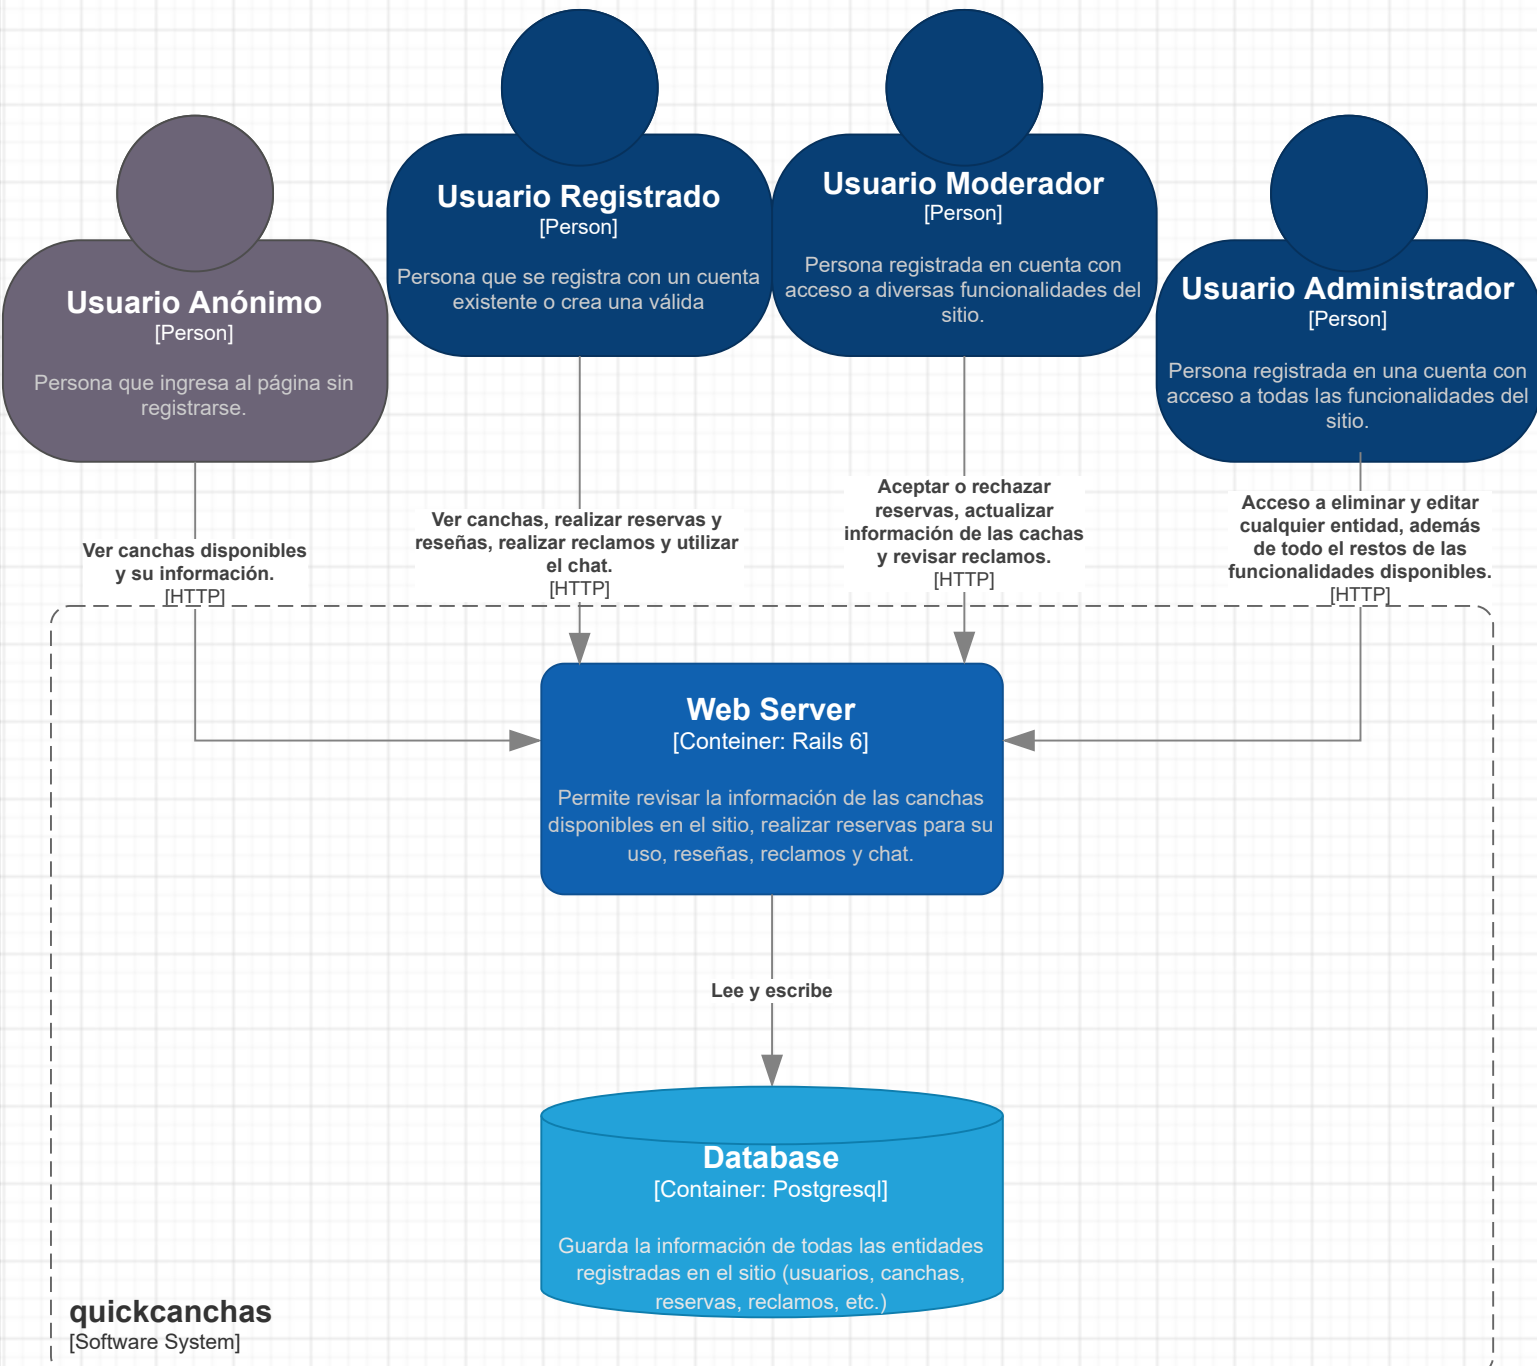 Usuario Anónimo
[Person]
Persona que ingresa al página sin
registrarse.
Usuario Registrado
[Person]
Persona que se registra con un cuenta
existente o crea una válida
Usuario Moderador
[Person]
Persona registrada en cuenta con
acceso a diversas funcionalidades del
sitio.
Usuario Administrador
[Person]
Persona registrada en una cuenta con
acceso a todas las funcionalidades del
sitio.
Ver canchas disponibles
y su información.
[HTTP]
Ver canchas, realizar reservas y
reseñas, realizar reclamos y utilizar
el chat.
[HTTP]
Aceptar o rechazar
reservas, actualizar
información de las cachas
y revisar reclamos.
[HTTP]
Acceso a eliminar y editar
cualquier entidad, además
de todo el restos de las
funcionalidades disponibles.
[HTTP]
Web Server
[Conteiner: Rails 6]
Permite revisar la información de las canchas
disponibles en el sitio, realizar reservas para su
uso, reseñas, reclamos y chat.
Lee y escribe
Database
[Container: Postgresql]
Guarda la información de todas las entidades
registradas en el sitio (usuarios, canchas,
reservas, reclamos, etc.)
quickcanchas
[Software System]